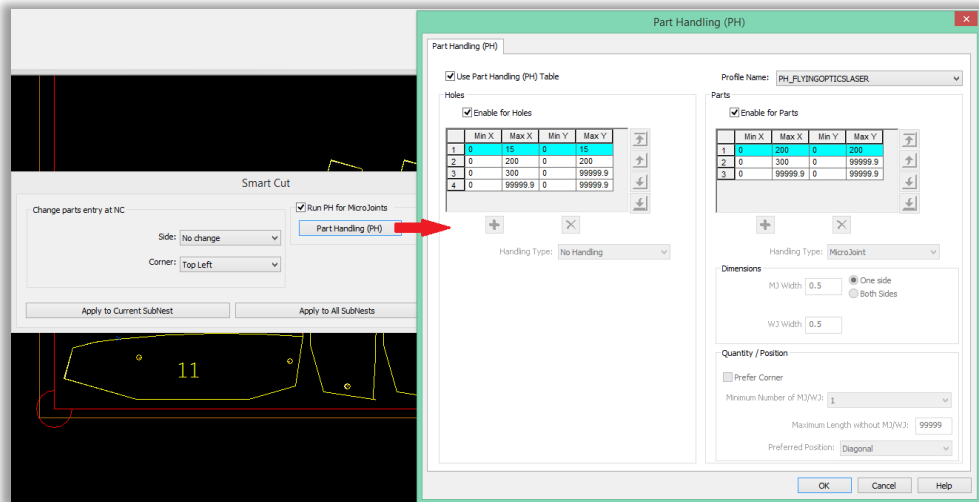 Part Handling (PH)
Part Handling (PH)
Use Part Handling (PH) Table
Profile Name: PH_FLYINGOPTICSLASER
Holes
Enable for Holes
Min X Max X Min Y Max Y
1 0 15 0 15
2 0 200 0 200
3 0 300 0 99999.9
4 0 99999.9 0 99999.9
Handling Type: No Handling
Parts
Enable for Parts
Min X Max X Min Y Max Y
1 0 200 0 200
2 0 300 0 99999.9
3 0 99999.9 0 99999.9
Handling Type: MicroJoint
Dimensions
MJ Width 0.5
One side
Both Sides
WJ Width 0.5
Quantity / Position
Prefer Corner
Minimum Number of MJ/WJ: 1
Maximum Length without MJ/WJ: 99999
Preferred Position: Diagonal
OK Cancel Help
Smart Cut
Change parts entry at NC
Side: No change
Corner: Top Left
Run PH for MicroJoints
Part Handling (PH)
Apply to Current SubNest
Apply to All SubNests
11